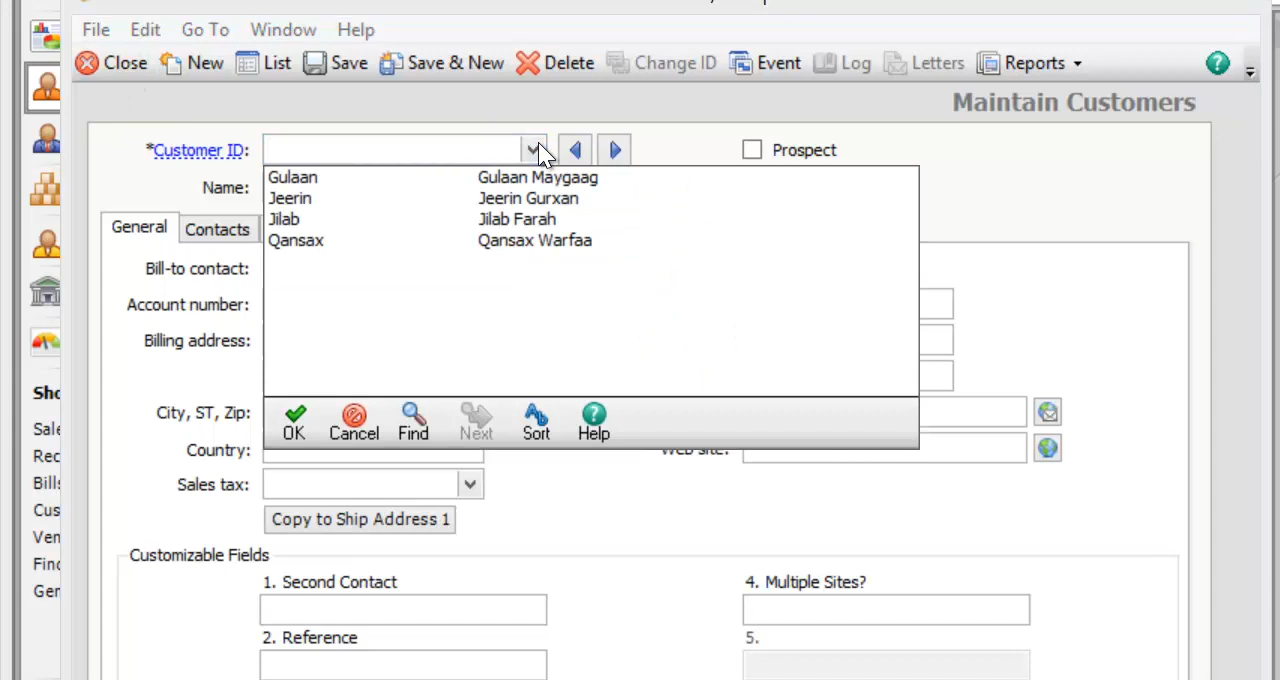 File Edit Go To Window Help
Close New List Save Save & New Delete Change ID Event Log Letters Reports
Maintain Customers
*Customer ID: Prospect
Gulaan Gulaan Maygaag
Name:
Jeerin Jeerin Gurxan
Jilab Jilab Farah
General Contacts
Qansax Qansax Warfaa
Bill-to contact:
Account number:
Billing address:
City, ST, Zip:
OK Cancel Find Next Sort Help
Country:
Sales tax:
Copy to Ship Address 1
Customizable Fields
1. Second Contact 4. Multiple Sites?
2. Reference 5.